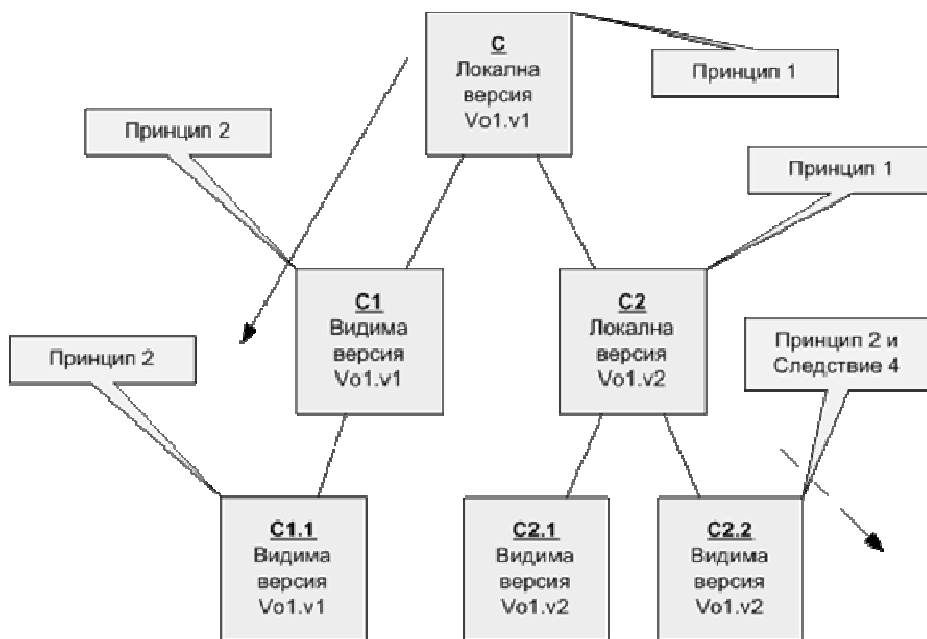 C
Локална
версия
Vo1.v1
Принцип 1
Принцип 2
Принцип 1
C1
Видима
версия
Vo1.v1
C2
Локална
версия
Vo1.v2
Принцип 2
Принцип 2 и
Следствие 4
C1.1
Видима
версия
Vo1.v1
C2.1
Видима
версия
Vo1.v2
C2.2
Видима
версия
Vo1.v2